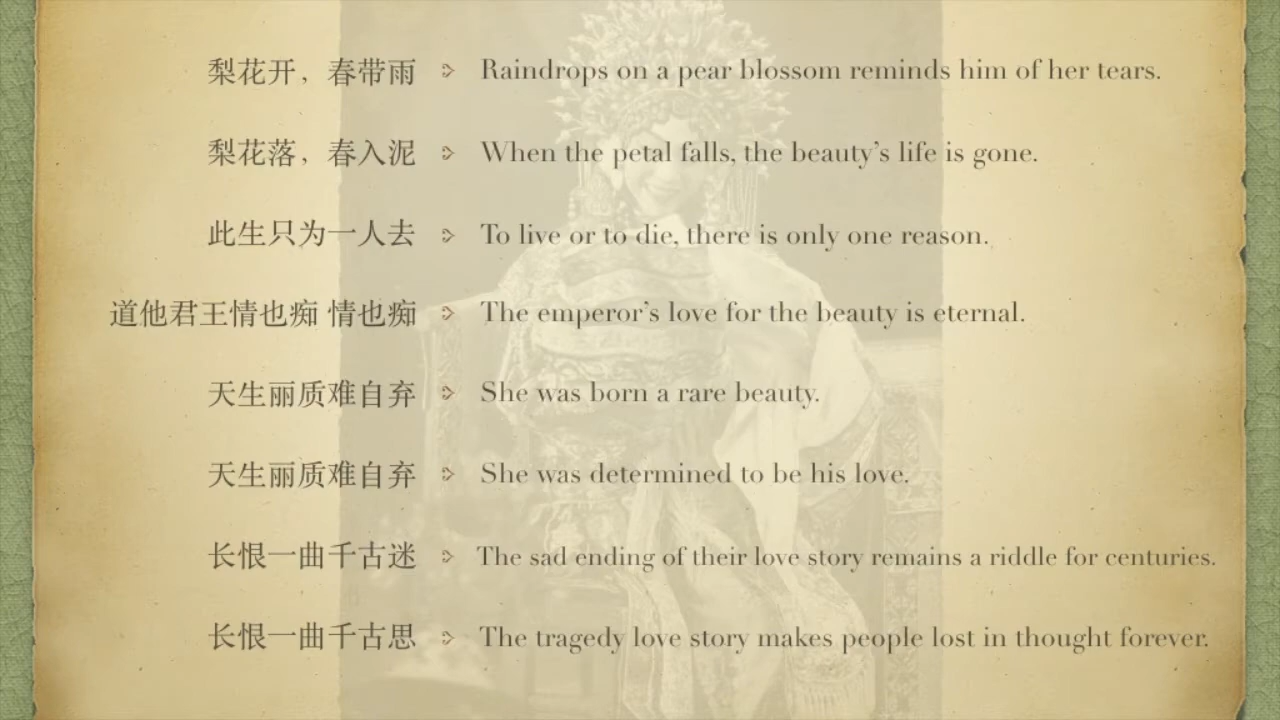 梨花开，春带雨 Raindrops on a pear blossom reminds him of her tears.
梨花落，春入泥 When the petal falls, the beauty's life is gone.
此生只为一人去 To live or to die, there is only one reason.
道他君王情也痴 情也痴 The emperor's love for the beauty is eternal.
天生丽质难自弃 She was born a rare beauty.
天生丽质难自弃 She was determined to be his love.
长恨一曲千古迷 The sad ending of their love story remains a riddle for centuries.
长恨一曲千古思 The tragedy love story makes people lost in thought forever.